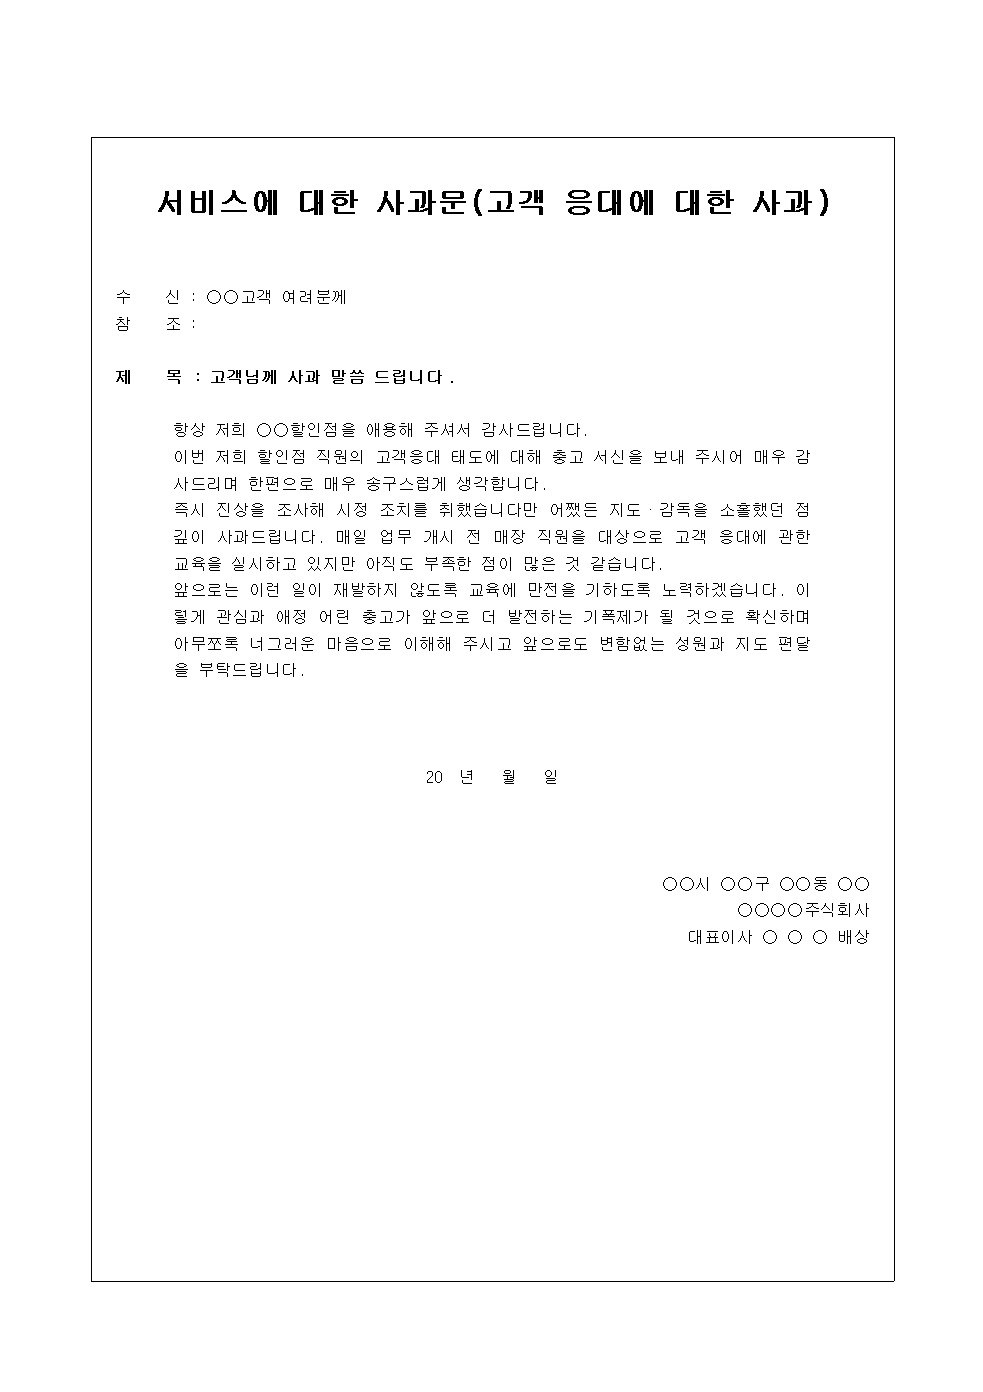 서비스에 대한 사과문(고객 응대에 대한 사과)
수 신 : ○○고객 여려분께
참 조 :
제 목 : 고객님께 사과 말씀 드립니다.
항상 저희 ○○할인점을 애용해 주셔서 감사드립니다.
이번 저희 할인점 직원의 고객응대 태도에 대해 충고 서신을 보내 주시어 매우 감
사드리며 한편으로 매우 송구스럽게 생각합니다.
즉시 진상을 조사해 시정 조치를 취했습니다만 어쨌든 지도·감독을 소홀했던 점
깊이 사과드립니다. 매일 업무 개시 전 매장 직원을 대상으로 고객 응대에 관한
교육을 실시하고 있지만 아직도 부족한 점이 많은 것 같습니다.
앞으로는 이런 일이 재발하지 않도록 교육에 만전을 기하도록 노력하겠습니다. 이
렇게 관심과 애정 어린 충고가 앞으로 더 발전하는 기폭제가 될 것으로 확신하며
아무쪼록 너그러운 마음으로 이해해 주시고 앞으로도 변함없는 성원과 지도 편달
을 부탁드립니다.
20 년 월 일
○○시 ○○구 ○○동 ○○
○○○○주식회사
대표이사 ○ ○ ○ 배상